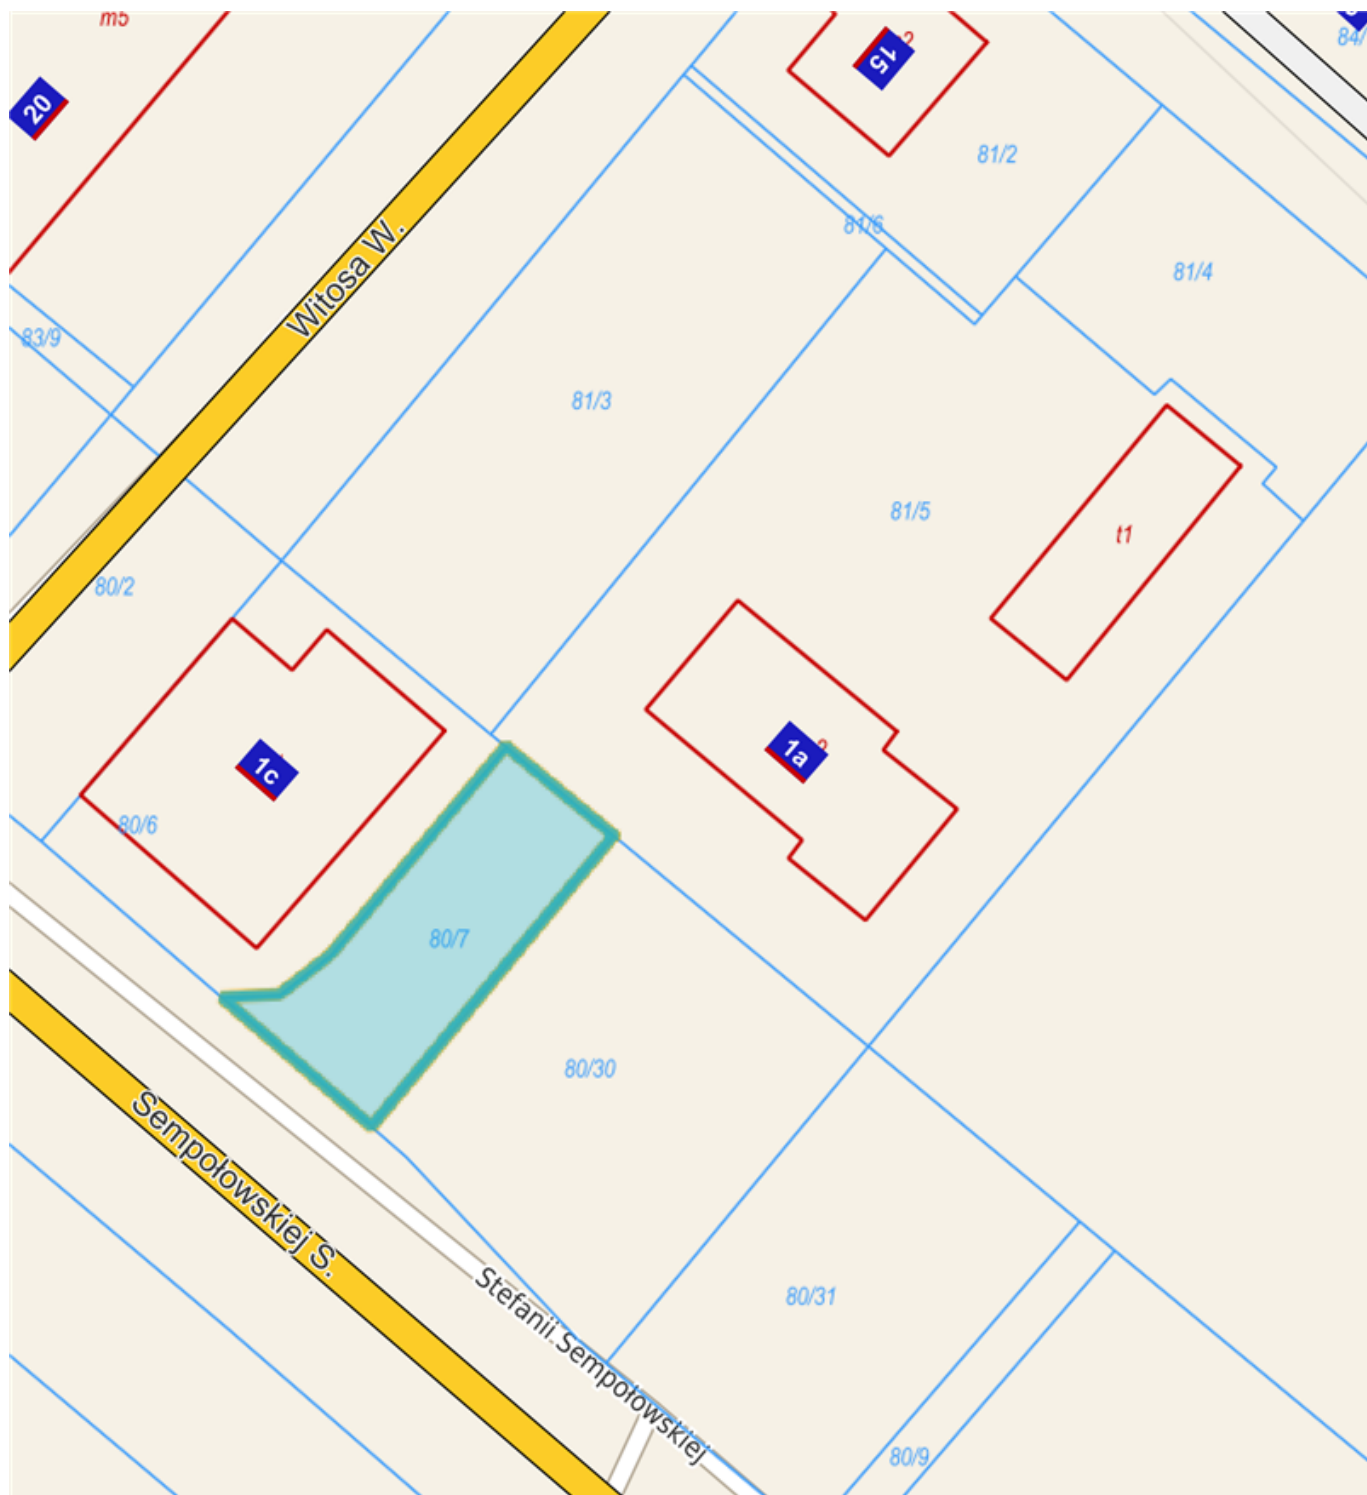 m5
20
15
84/
81/2
81/6
81/4
Witosa W.
83/9
81/3
81/5
t1
80/2
1a
1c
80/6
80/7
80/30
Sempołowskiej S.
Stefanii Sempołowskiej
80/31
80/9